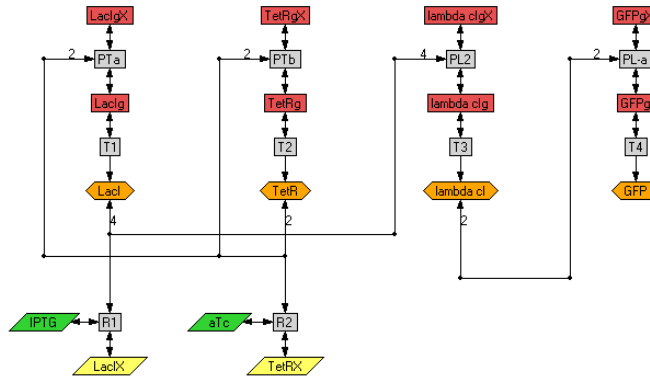 LacIgX TetRgX lambda cIgX GFPgX
2 PTa 2 PTb 4 PL2 2 PL-a
LacIg TetRg lambda cIg GFPg
T1 T2 T3 T4
LacI TetR lambda cI GFP
4 2 2
IPTG R1 aTc R2
LacIX TetRX